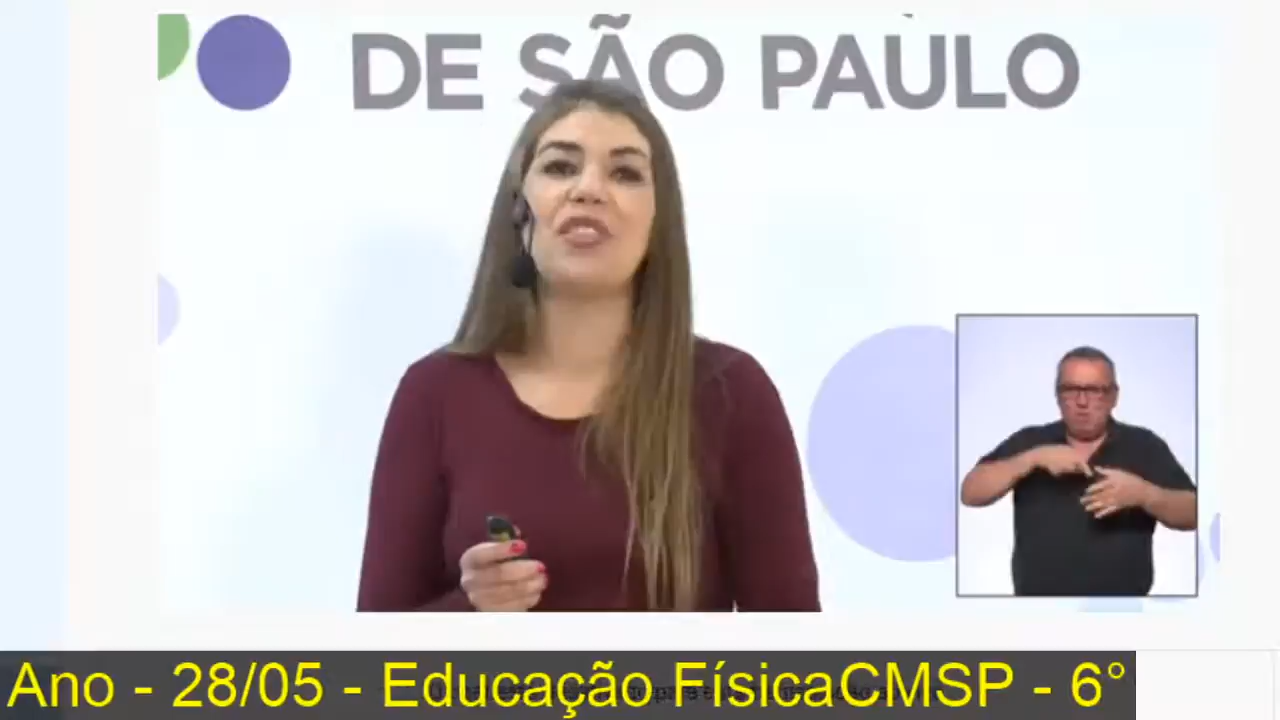 DE SÃO PAULO
Ano - 28/05 - Educação FísicaCMSP - 6°